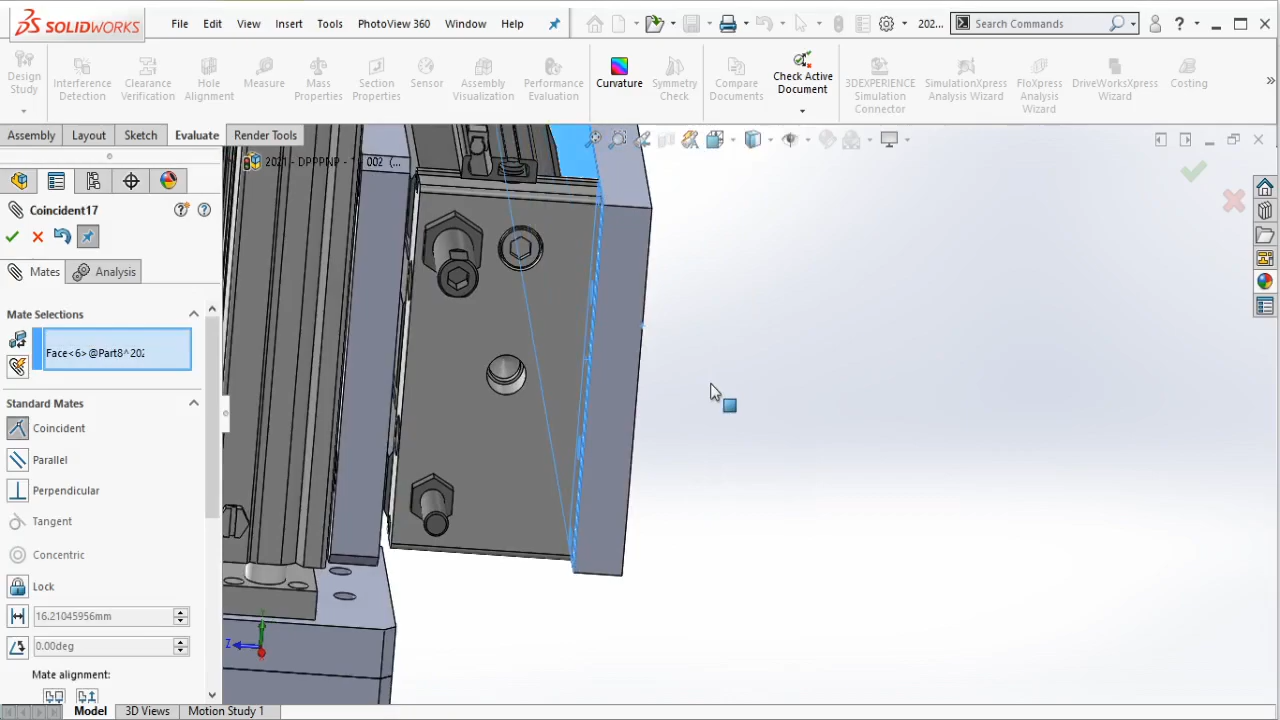 SOLIDWORKS
File Edit View Insert Tools PhotoView 360 Window Help
202...
Search Commands
?
Design Study
Interference Detection
Clearance Verification
Hole Alignment
Measure
Mass Properties
Section Properties
Sensor
Assembly Visualization
Performance Evaluation
Curvature
Symmetry Check
Compare Documents
Check Active Document
3DEXPERIENCE Simulation Connector
SimulationXpress Analysis Wizard
FloXpress Analysis Wizard
DriveWorksXpress Wizard
Costing
Assembly Layout Sketch Evaluate Render Tools
002 (...
Coincident17
Mates Analysis
Mate Selections
Face<6>@Part8^202
Standard Mates
Coincident
Parallel
Perpendicular
Tangent
Concentric
Lock
16.21045956mm
0.00deg
Mate alignment:
Y
Z
Model 3D Views Motion Study 1